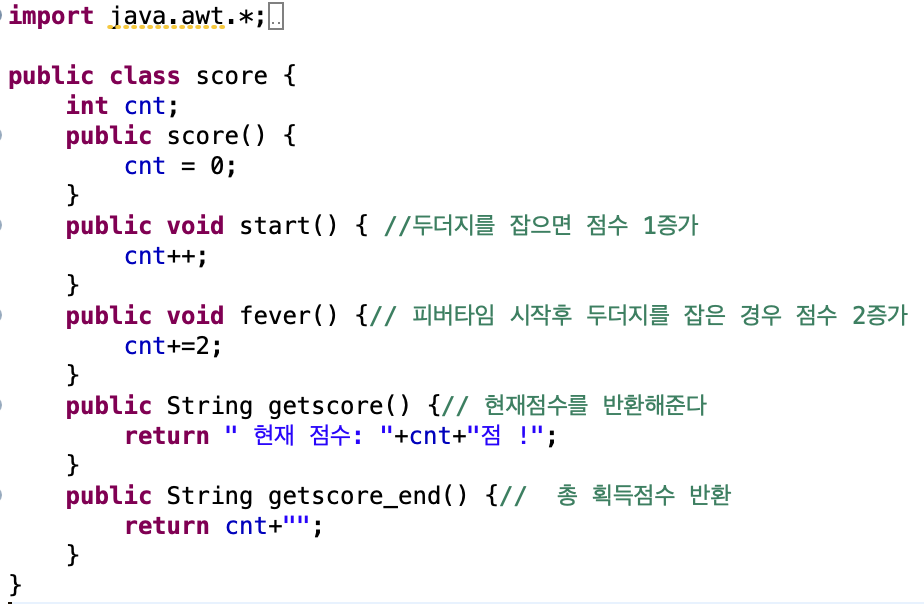 import java.awt.*;

public class score {
    int cnt;
    public score() {
        cnt = 0;
    }
    public void start() { //두더지를 잡으면 점수 1증가
        cnt++;
    }
    public void fever() {// 피버타임 시작후 두더지를 잡은 경우 점수 2증가
        cnt+=2;
    }
    public String getscore() {// 현재점수를 반환해준다
        return " 현재 점수: "+cnt+"점 !";
    }
    public String getscore_end() {//  총 획득점수 반환
        return cnt+"";
    }
}